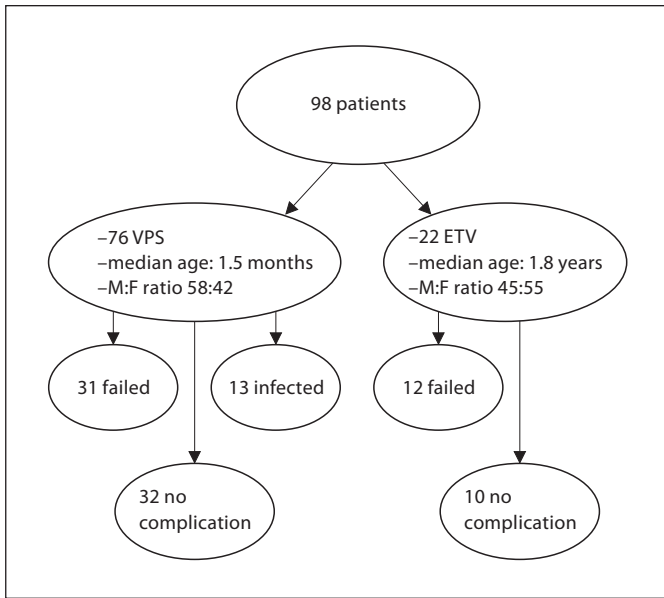 98 patients
–76 VPS
–median age: 1.5 months
–M:F ratio 58:42
–22 ETV
–median age: 1.8 years
–M:F ratio 45:55
31 failed
13 infected
12 failed
32 no
complication
10 no
complication